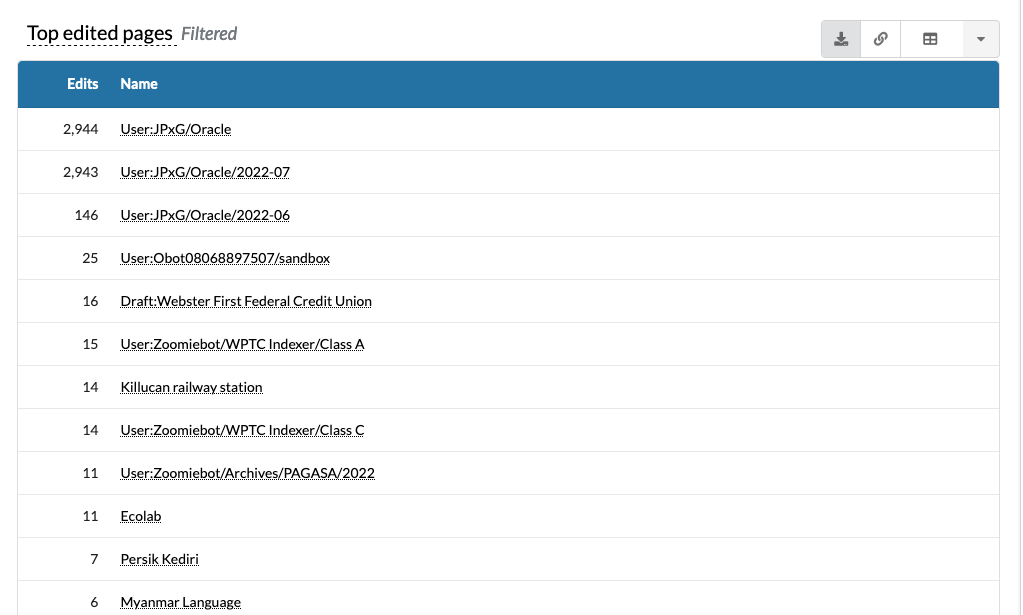 Top edited pages Filtered
Edits Name
2,944 User:JPxG/Oracle
2,943 User:JPxG/Oracle/2022-07
146 User:JPxG/Oracle/2022-06
25 User:Obot08068897507/sandbox
16 Draft:Webster First Federal Credit Union
15 User:Zoomiebot/WPTC Indexer/Class A
14 Killucan railway station
14 User:Zoomiebot/WPTC Indexer/Class C
11 User:Zoomiebot/Archives/PAGASA/2022
11 Ecolab
7 Persik Kediri
6 Myanmar Language